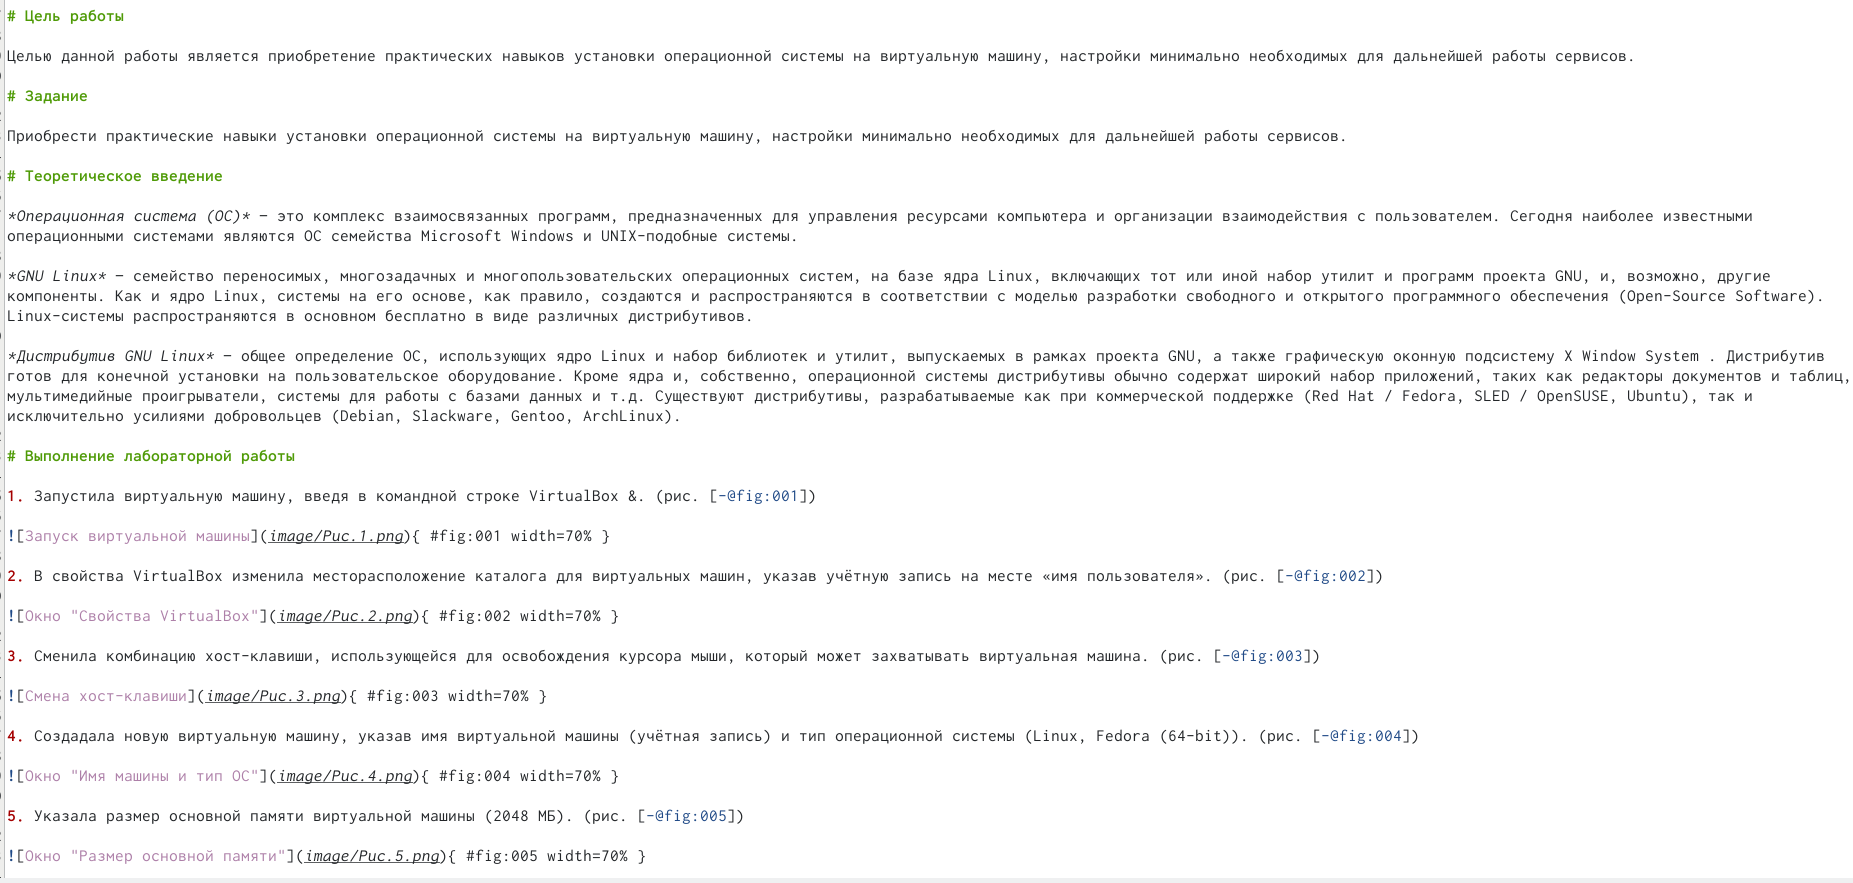 # Цель работы
Целью данной работы является приобретение практических навыков установки операционной системы на виртуальную машину, настройки минимально необходимых для дальнейшей работы сервисов.
# Задание
Приобрести практические навыки установки операционной системы на виртуальную машину, настройки минимально необходимых для дальнейшей работы сервисов.
# Теоретическое введение
*Операционная система (ОС)* – это комплекс взаимосвязанных программ, предназначенных для управления ресурсами компьютера и организации взаимодействия с пользователем. Сегодня наиболее известными
операционными системами являются ОС семейства Microsoft Windows и UNIX-подобные системы.
*GNU Linux* – семейство переносимых, многозадачных и многопользовательских операционных систем, на базе ядра Linux, включающих тот или иной набор утилит и программ проекта GNU, и, возможно, другие
компоненты. Как и ядро Linux, системы на его основе, как правило, создаются и распространяются в соответствии с моделью разработки свободного и открытого программного обеспечения (Open-Source Software).
Linux-системы распространяются в основном бесплатно в виде различных дистрибутивов.
*Дистрибутив GNU Linux* – общее определение ОС, использующих ядро Linux и набор библиотек и утилит, выпускаемых в рамках проекта GNU, а также графическую оконную подсистему X Window System . Дистрибутив
готов для конечной установки на пользовательское оборудование. Кроме ядра и, собственно, операционной системы дистрибутивы обычно содержат широкий набор приложений, таких как редакторы документов и таблиц,
мультимедийные проигрыватели, системы для работы с базами данных и т.д. Существуют дистрибутивы, разрабатываемые как при коммерческой поддержке (Red Hat / Fedora, SLED / OpenSUSE, Ubuntu), так и
исключительно усилиями добровольцев (Debian, Slackware, Gentoo, ArchLinux).
# Выполнение лабораторной работы
1. Запустила виртуальную машину, введя в командной строке VirtualBox &. (рис. [-@fig:001])
![Запуск виртуальной машины](image/Рис.1.png){ #fig:001 width=70% }
2. В свойства VirtualBox изменила месторасположение каталога для виртуальных машин, указав учётную запись на месте «имя пользователя». (рис. [-@fig:002])
![Окно "Свойства VirtualBox"](image/Рис.2.png){ #fig:002 width=70% }
3. Сменила комбинацию хост-клавиши, использующейся для освобождения курсора мыши, который может захватывать виртуальная машина. (рис. [-@fig:003])
![Смена хост-клавиши](image/Рис.3.png){ #fig:003 width=70% }
4. Создадала новую виртуальную машину, указав имя виртуальной машины (учётная запись) и тип операционной системы (Linux, Fedora (64-bit)). (рис. [-@fig:004])
![Окно "Имя машины и тип ОС"](image/Рис.4.png){ #fig:004 width=70% }
5. Указала размер основной памяти виртуальной машины (2048 МБ). (рис. [-@fig:005])
![Окно "Размер основной памяти"](image/Рис.5.png){ #fig:005 width=70% }